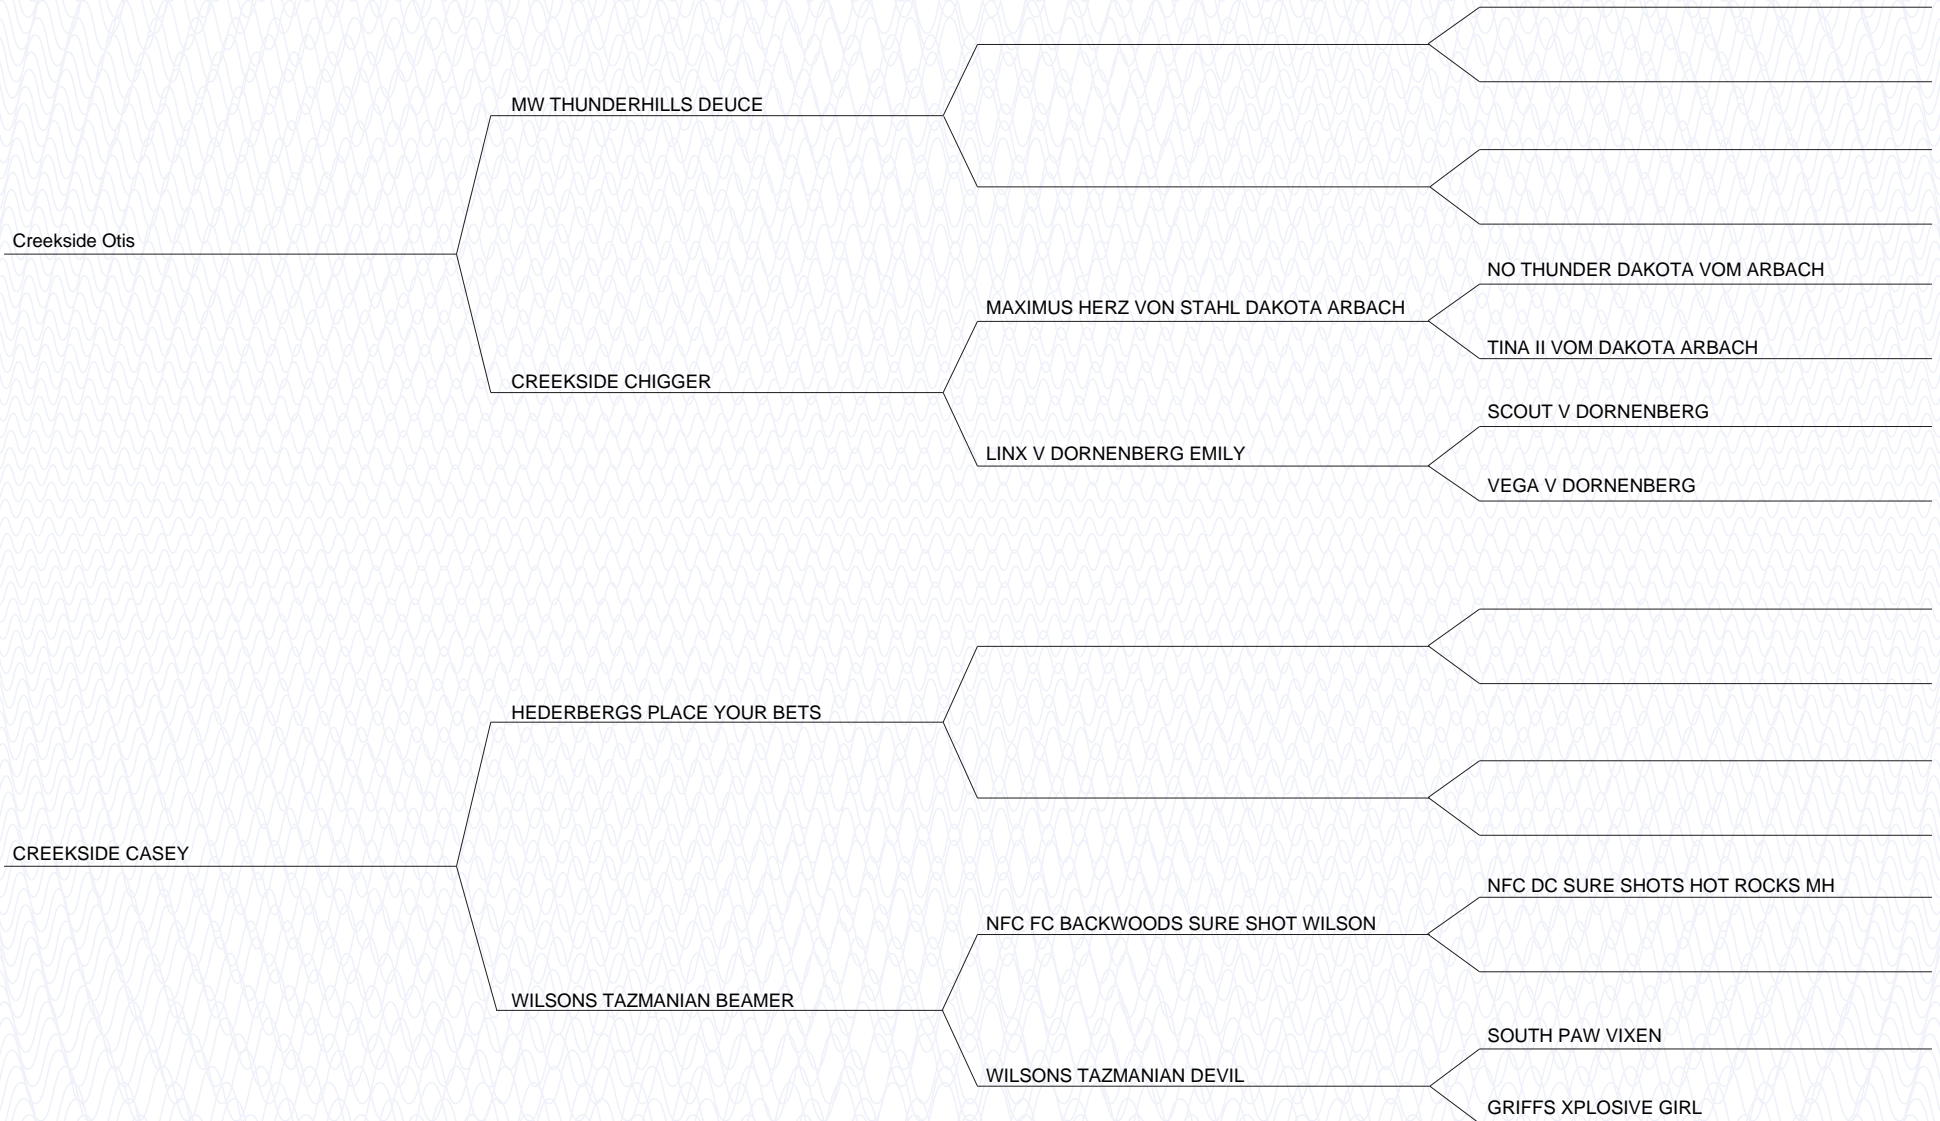 MW THUNDERHILLS DEUCE
Creekside Otis
NO THUNDER DAKOTA VOM ARBACH
MAXIMUS HERZ VON STAHL DAKOTA ARBACH
TINA II VOM DAKOTA ARBACH
CREEKSIDE CHIGGER
SCOUT V DORNENBERG
LINX V DORNENBERG EMILY
VEGA V DORNENBERG
HEDERBERGS PLACE YOUR BETS
CREEKSIDE CASEY
NFC DC SURE SHOTS HOT ROCKS MH
NFC FC BACKWOODS SURE SHOT WILSON
WILSONS TAZMANIAN BEAMER
SOUTH PAW VIXEN
WILSONS TAZMANIAN DEVIL
GRIFFS XPLOSIVE GIRL